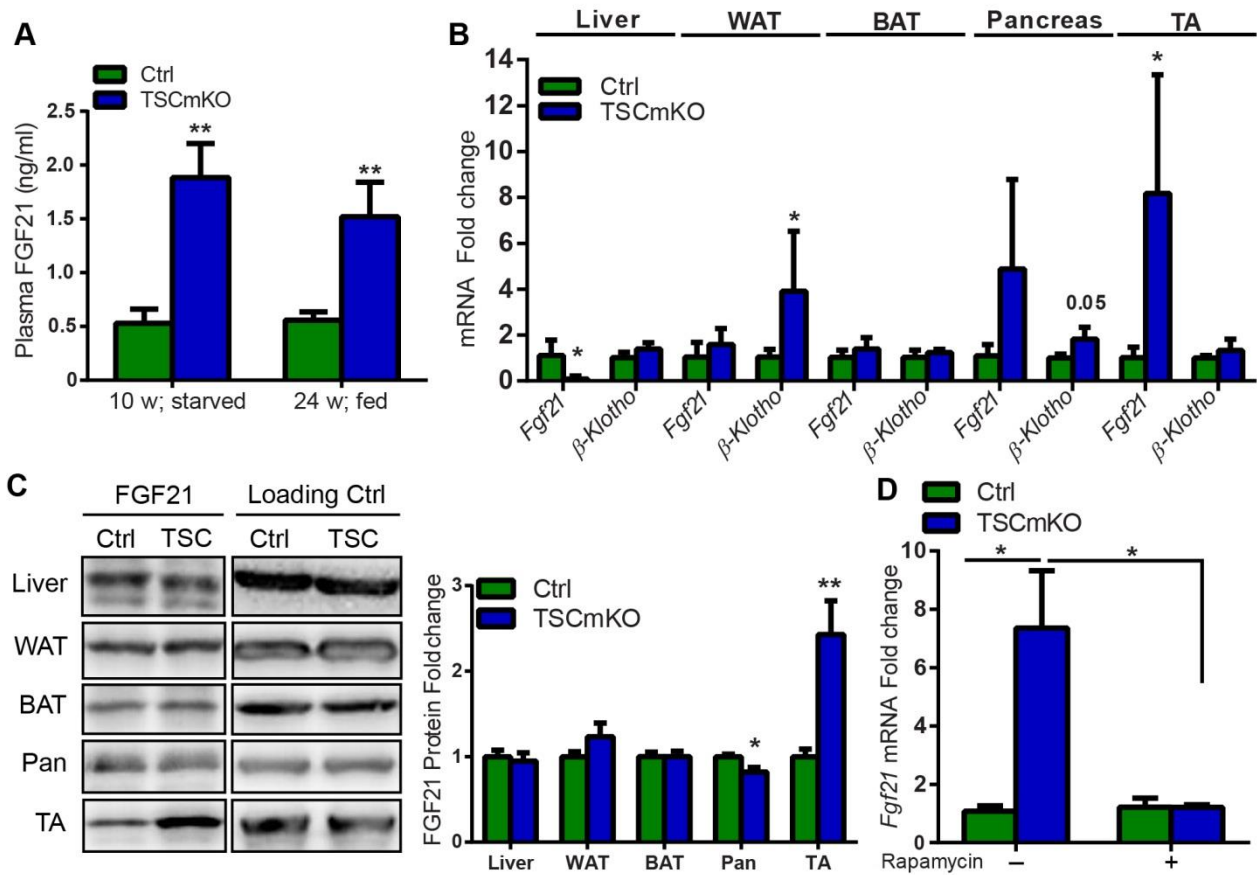 A
Ctrl
TSCmKO
Plasma FGF21 (ng/ml)
2.5
2.0
1.5
1.0
0.5
0
**
**
10 w; starved
24 w; fed
B
Liver
WAT
BAT
Pancreas
TA
Ctrl
TSCmKO
mRNA Fold change
14
12
10
8
6
4
2
0
*
*
0.05
*
Fgf21
β-Klotho
Fgf21
β-Klotho
Fgf21
β-Klotho
Fgf21
β-Klotho
Fgf21
β-Klotho
C
FGF21
Loading Ctrl
Ctrl
TSC
Ctrl
TSC
Liver
WAT
BAT
Pan
TA
Ctrl
TSCmKO
FGF21 Protein Fold change
3
2
1
0
*
**
Liver
WAT
BAT
Pan
TA
D
Ctrl
TSCmKO
Fgf21 mRNA Fold change
10
8
6
4
2
0
*
*
Rapamycin
–
+